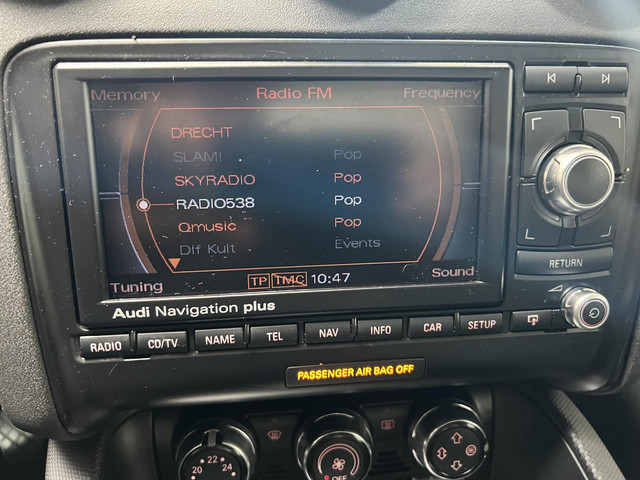 Memory Radio FM Frequency
DRECHT
SLAM! Pop
SKYRADIO Pop
RADIO538 Pop
Qmusic Pop
Dlf Kult Events
Tuning TP TMC 10:47 Sound
RETURN
Audi Navigation plus
RADIO CD/TV NAME TEL NAV INFO CAR SETUP
PASSENGER AIR BAG OFF
20 22 24 OFF